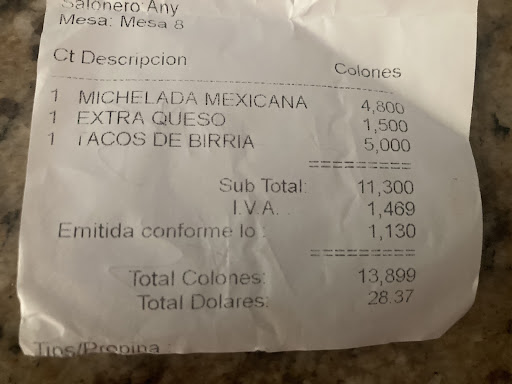 Salonero:Any
Mesa: Mesa 8
Ct Descripcion Colones
1 MICHELADA MEXICANA 4,800
1 EXTRA QUESO 1,500
1 TACOS DE BIRRIA 5,000
===========
Sub Total: 11,300
I.V.A. . 1,469
Emitida conforme lo : 1,130
===========
Total Colones: 13,899
Total Dolares: 28.37
Tips/Propina :